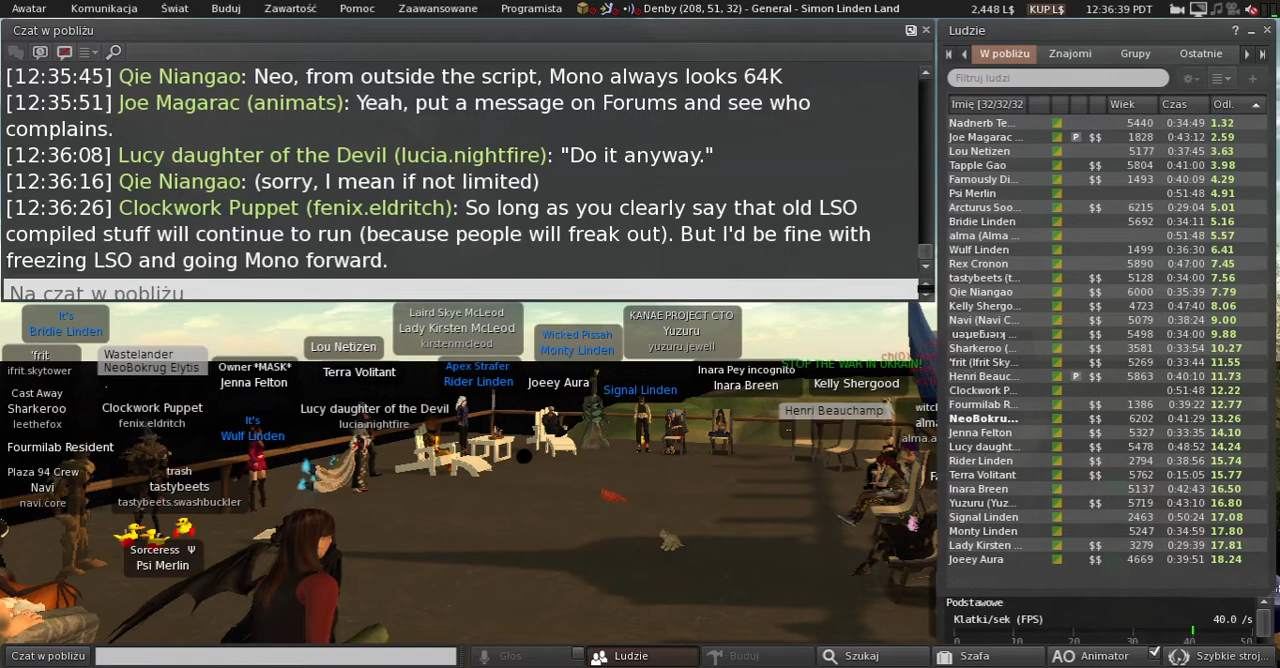 Awatar Komunikacja Świat Buduj Zawartość Pomoc Zaawansowane Programista Denby (208, 51, 32) - General - Simon Linden Land 2,448 L$ KUP L$ 12:36:39 PDT
Czat w pobliżu
[12:35:45] Qie Niangao: Neo, from outside the script, Mono always looks 64K
[12:35:51] Joe Magarac (animats): Yeah, put a message on Forums and see who
complains.
[12:36:08] Lucy daughter of the Devil (lucia.nightfire): "Do it anyway."
[12:36:16] Qie Niangao: (sorry, I mean if not limited)
[12:36:26] Clockwork Puppet (fenix.eldritch): So long as you clearly say that old LSO
compiled stuff will continue to run (because people will freak out). But I'd be fine with
freezing LSO and going Mono forward.
Na czat w pobliżu
It's
Bridie Linden
'frit
ifrit.skytower
Wastelander
NeoBokrug Elytis
Lou Netizen
Laird Skye McLeod
Lady Kirsten McLeod
kirstenmcleod
Wicked Pissah
Monty Linden
KANAE PROJECT CTO
Yuzuru
yuzuru.jewell
STOP THE WAR IN UKRAINE!
Cast Away
Sharkeroo
leethefox
Owner *MASK*
Jenna Felton
Terra Volitant
Apex Strafer
Rider Linden
Joeey Aura
Signal Linden
Inara Pey incognito
Inara Breen
Kelly Shergood
Clockwork Puppet
fenix.eldritch
It's
Wulf Linden
Lucy daughter of the Devil
lucia.nightfire
Henri Beauchamp
..
witch
alma
alma.a
Fourmilab Resident
Plaza 94 Crew
Navi
navi.core
trash
tastybeets
tastybeets.swashbuckler
Sorceress Ψ
Psi Merlin
Ludzie
W pobliżu Znajomi Grupy Ostatnie
Filtruj ludzi
Imię [32/32/32 Wiek Czas Odl.
Nadnerb Te... 5440 0:34:49 1.32
Joe Magarac ... P $$ 1828 0:43:12 2.59
Lou Netizen 5177 0:37:45 3.63
Tapple Gao $$ 5804 0:41:00 3.98
Famously Di... $$ 1493 0:40:09 4.29
Psi Merlin 0:51:48 4.91
Arcturus Soo... $$ 6215 0:29:04 5.01
Bridie Linden 5692 0:34:11 5.16
alma (Alma ... 0:51:48 5.57
Wulf Linden 1499 0:36:30 6.41
Rex Cronon 5890 0:47:00 7.45
tastybeets (t... $$ 5128 0:34:00 7.56
Qie Niangao $$ 6000 0:35:39 7.79
Kelly Shergo... $$ 4723 0:47:40 8.06
Navi (Navi (... $$ 5079 0:38:24 9.00
$$ 5498 0:34:00 9.88
Sharkeroo (... $$ 3581 0:33:54 10.27
'frit (Ifrit (Sky... $$ 5269 0:33:44 11.55
Henri Beauc... P $$ 5863 0:40:10 11.73
Clockwork P... 0:51:48 12.22
Fourmilab R... $$ 1386 0:39:22 12.77
NeoBokru... $$ 6202 0:41:29 13.26
Jenna Felton $$ 5327 0:33:35 14.10
Lucy daught... $$ 5478 0:48:52 14.24
Rider Linden $$ 2794 0:38:56 15.74
Terra Volitant $$ 5762 0:15:05 15.77
Inara Breen 5137 0:42:43 16.50
Yuzuru (Yuz... $$ 5719 0:43:10 16.80
Signal Linden 2463 0:50:24 17.08
Monty Linden 5247 0:34:59 17.80
Lady Kirsten ... $$ 3279 0:29:39 17.81
Joeey Aura $$ 4669 0:39:51 18.24
Podstawowe
Klatki/sek (FPS) 40.0 /s
0 10 20 30 40 50
Czat w pobliżu Głos Ludzie Buduj Szukaj Szafa AO Animator Szybkie stroj...